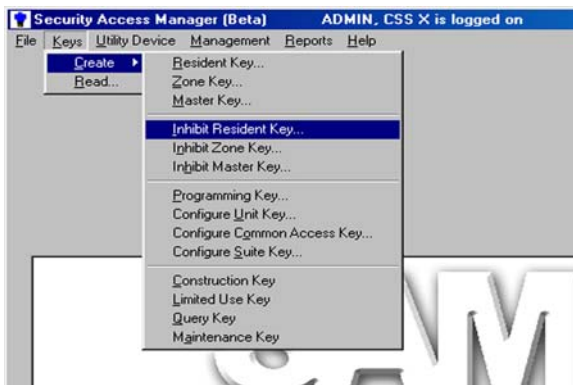 Security Access Manager (Beta) ADMIN, CSS X is logged on
File Keys Utility Device Management Reports Help
Create
Read...
Resident Key...
Zone Key...
Master Key...
Inhibit Resident Key...
Inhibit Zone Key...
Inhibit Master Key...
Programming Key...
Configure Unit Key...
Configure Common Access Key...
Configure Suite Key...
Construction Key
Limited Use Key
Query Key
Maintenance Key
SAM